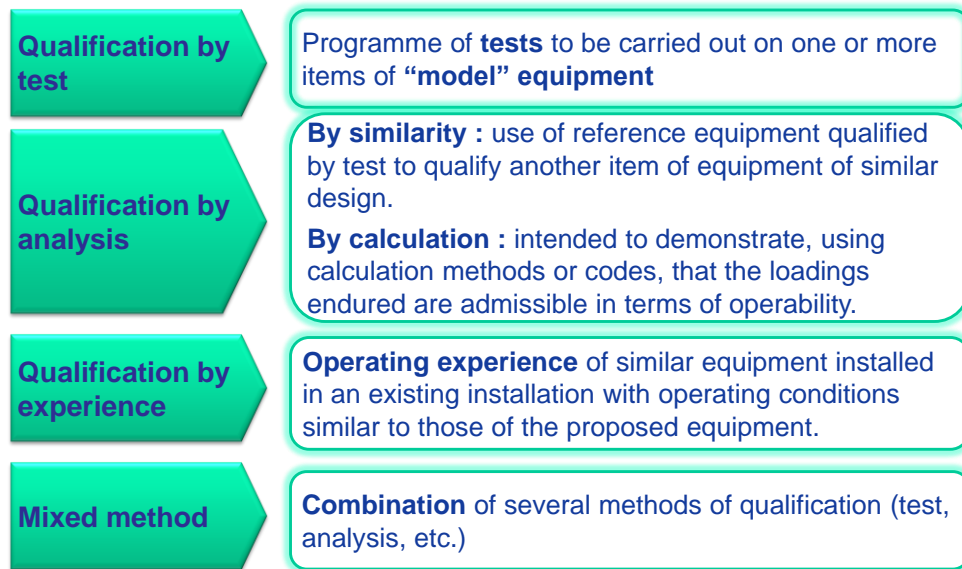 Qualification by
test
Programme of tests to be carried out on one or more
items of “model” equipment
Qualification by
analysis
By similarity : use of reference equipment qualified
by test to qualify another item of equipment of similar
design.
By calculation : intended to demonstrate, using
calculation methods or codes, that the loadings
endured are admissible in terms of operability.
Qualification by
experience
Operating experience of similar equipment installed
in an existing installation with operating conditions
similar to those of the proposed equipment.
Mixed method
Combination of several methods of qualification (test,
analysis, etc.)